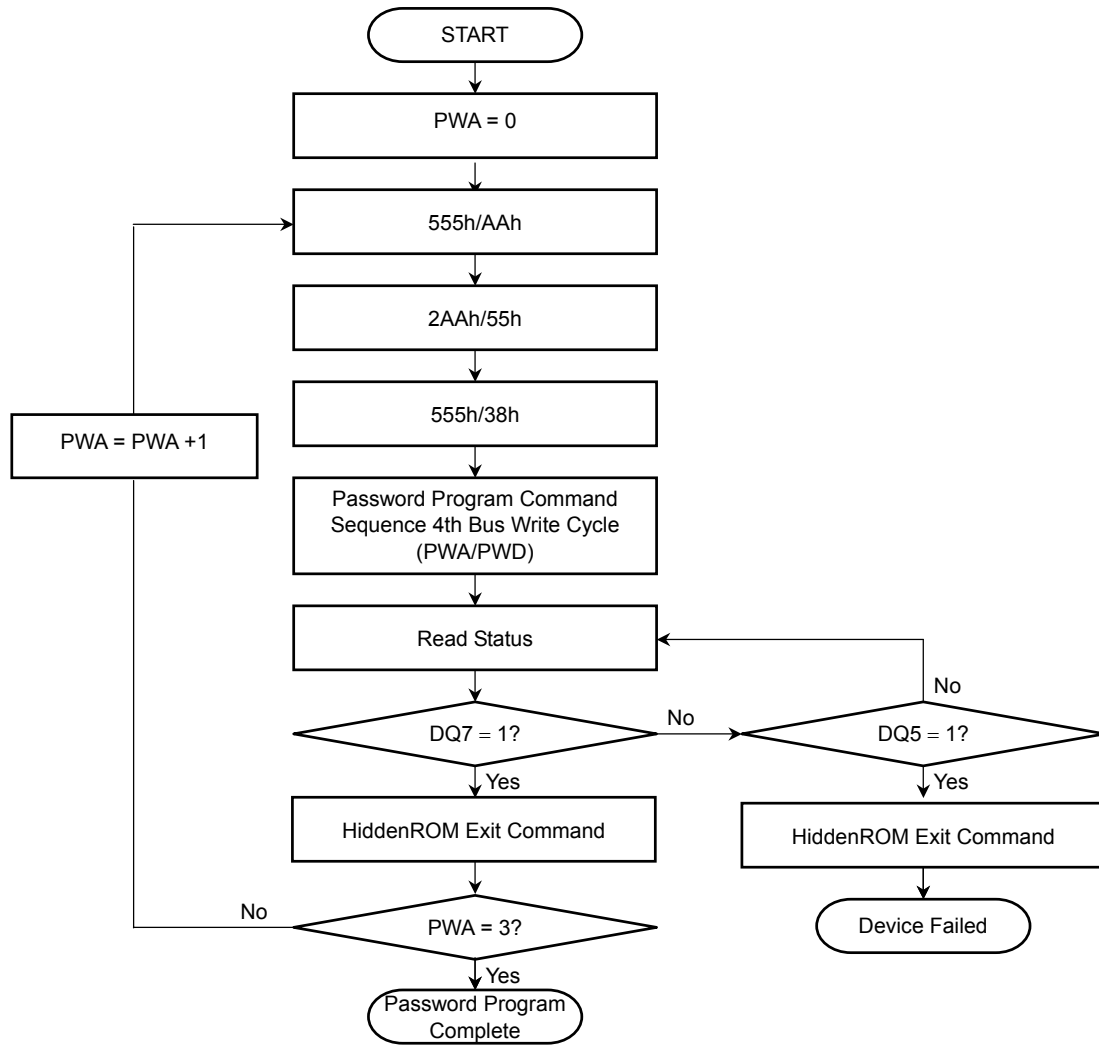 START
PWA = 0
555h/AAh
2AAh/55h
555h/38h
PWA = PWA +1
Password Program Command
Sequence 4th Bus Write Cycle
(PWA/PWD)
Read Status
No
DQ7 = 1?
No
DQ5 = 1?
Yes
Yes
HiddenROM Exit Command
HiddenROM Exit Command
No
PWA = 3?
Device Failed
Yes
Password Program
Complete